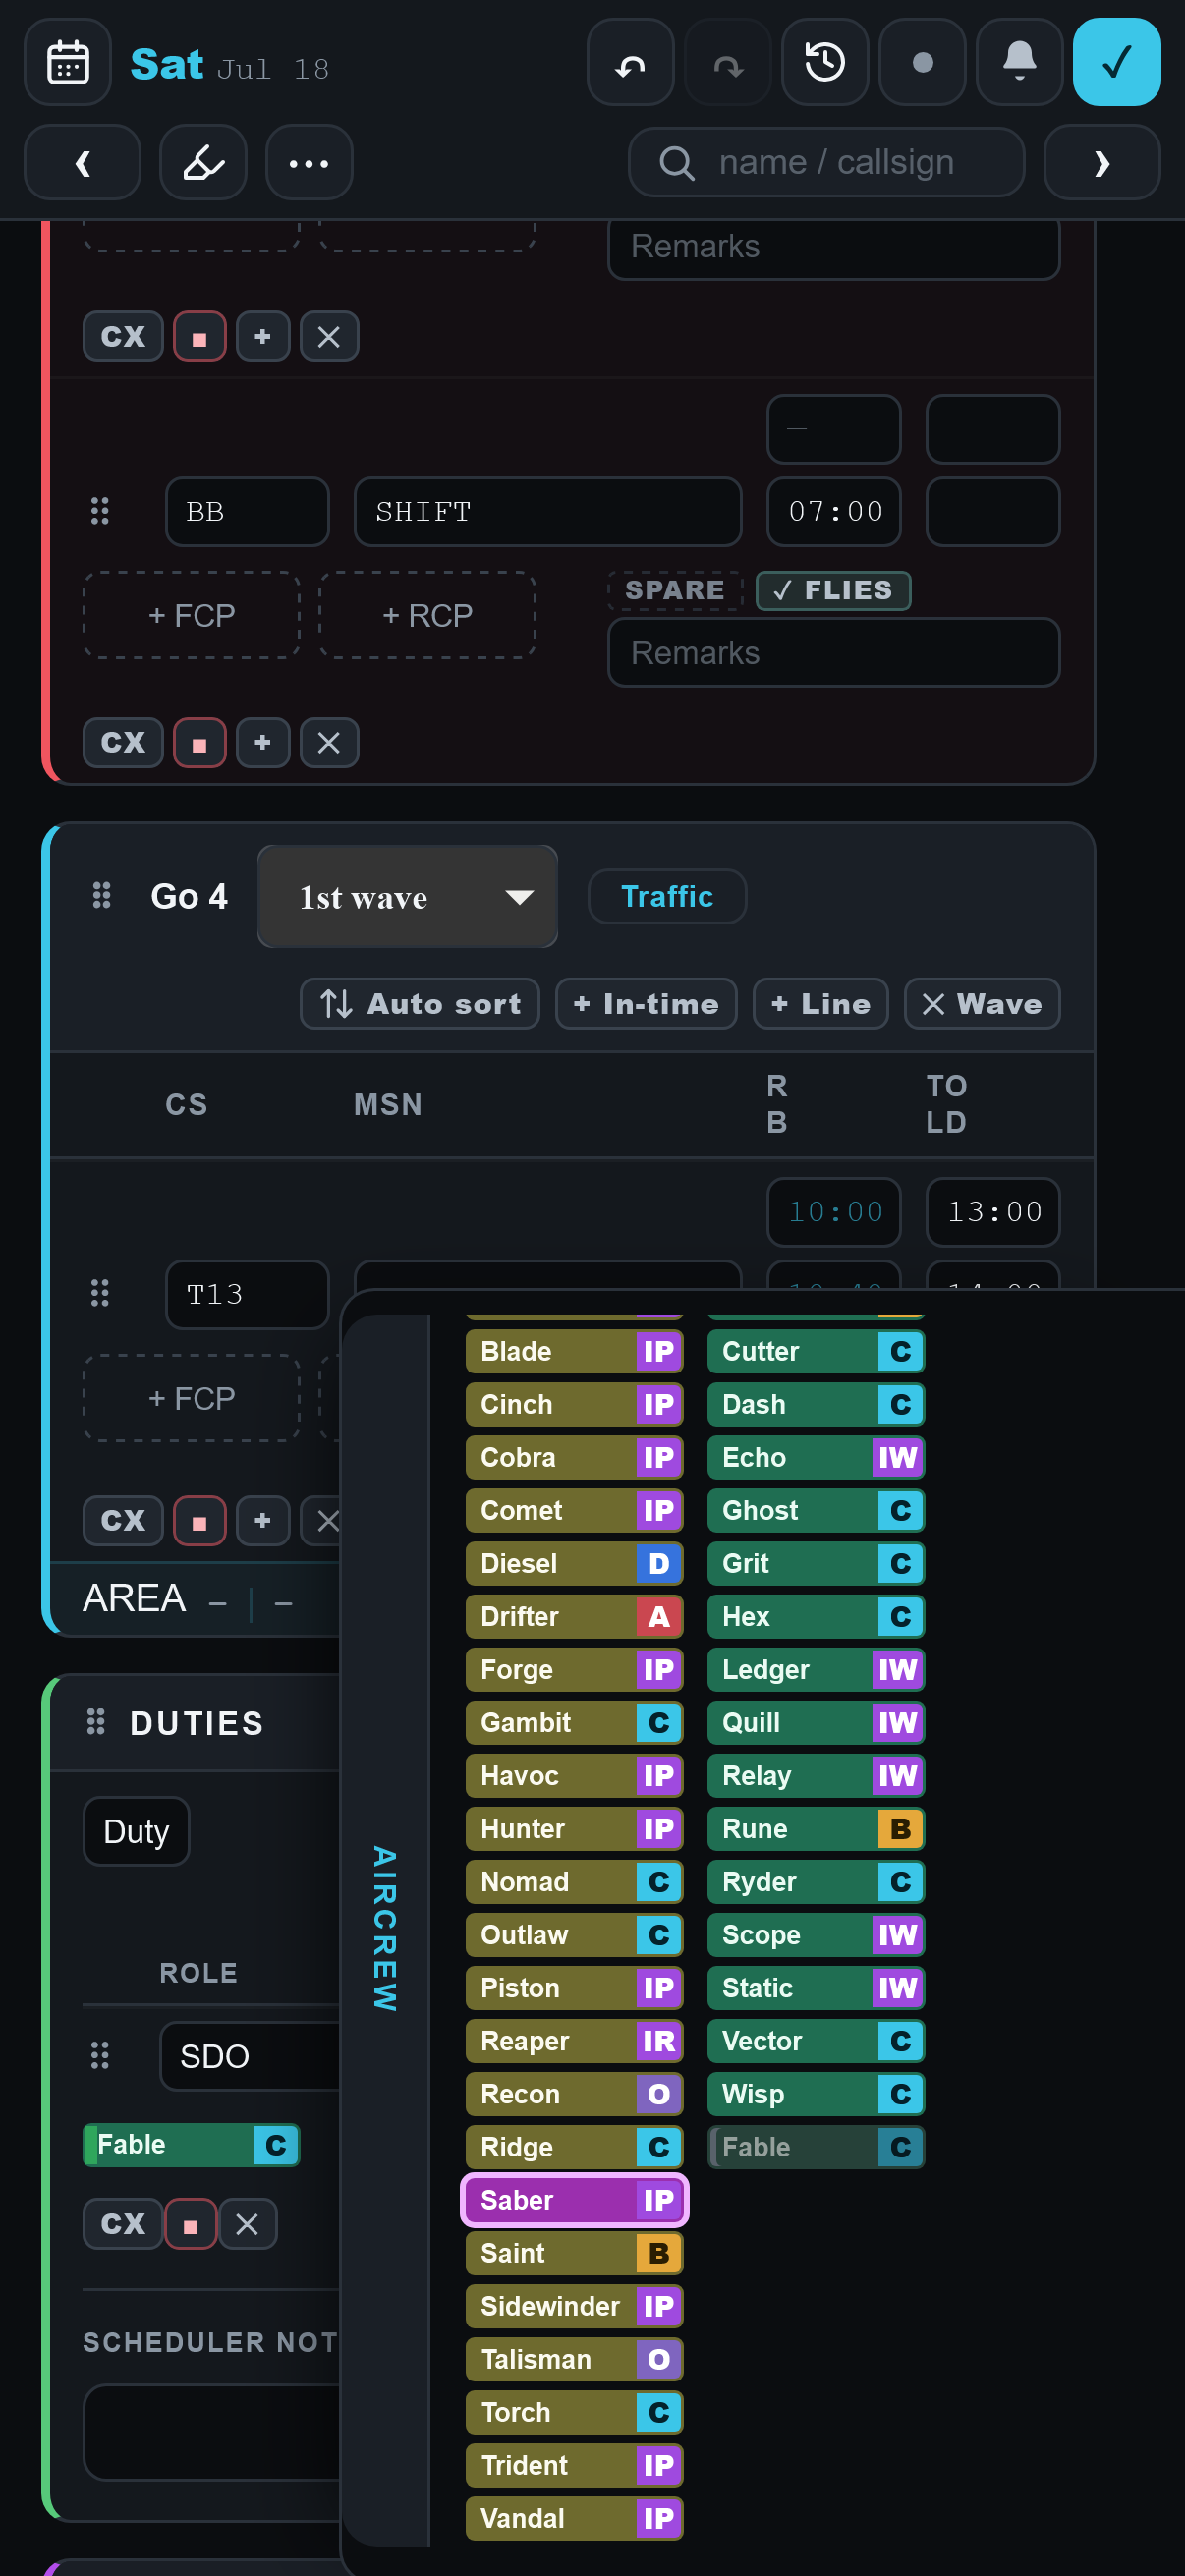 Sat Jul 18
name / callsign
Remarks
CX +
—
BB SHIFT 07:00
+ FCP + RCP SPARE ✓ FLIES
Remarks
CX +
Go 4 1st wave Traffic
Auto sort + In-time + Line × Wave
CS MSN R TO
B LD
10:00 13:00
T13
+ FCP
CX +
AREA – | –
DUTIES
Duty
ROLE
SDO
Fable C
CX
SCHEDULER NOT
AIRCREW
Blade IP
Cinch IP
Cobra IP
Comet IP
Diesel D
Drifter A
Forge IP
Gambit C
Havoc IP
Hunter IP
Nomad C
Outlaw C
Piston IP
Reaper IR
Recon O
Ridge C
Saber IP
Saint B
Sidewinder IP
Talisman O
Torch C
Trident IP
Vandal IP
Cutter C
Dash C
Echo IW
Ghost C
Grit C
Hex C
Ledger IW
Quill IW
Relay IW
Rune B
Ryder C
Scope IW
Static IW
Vector C
Wisp C
Fable C